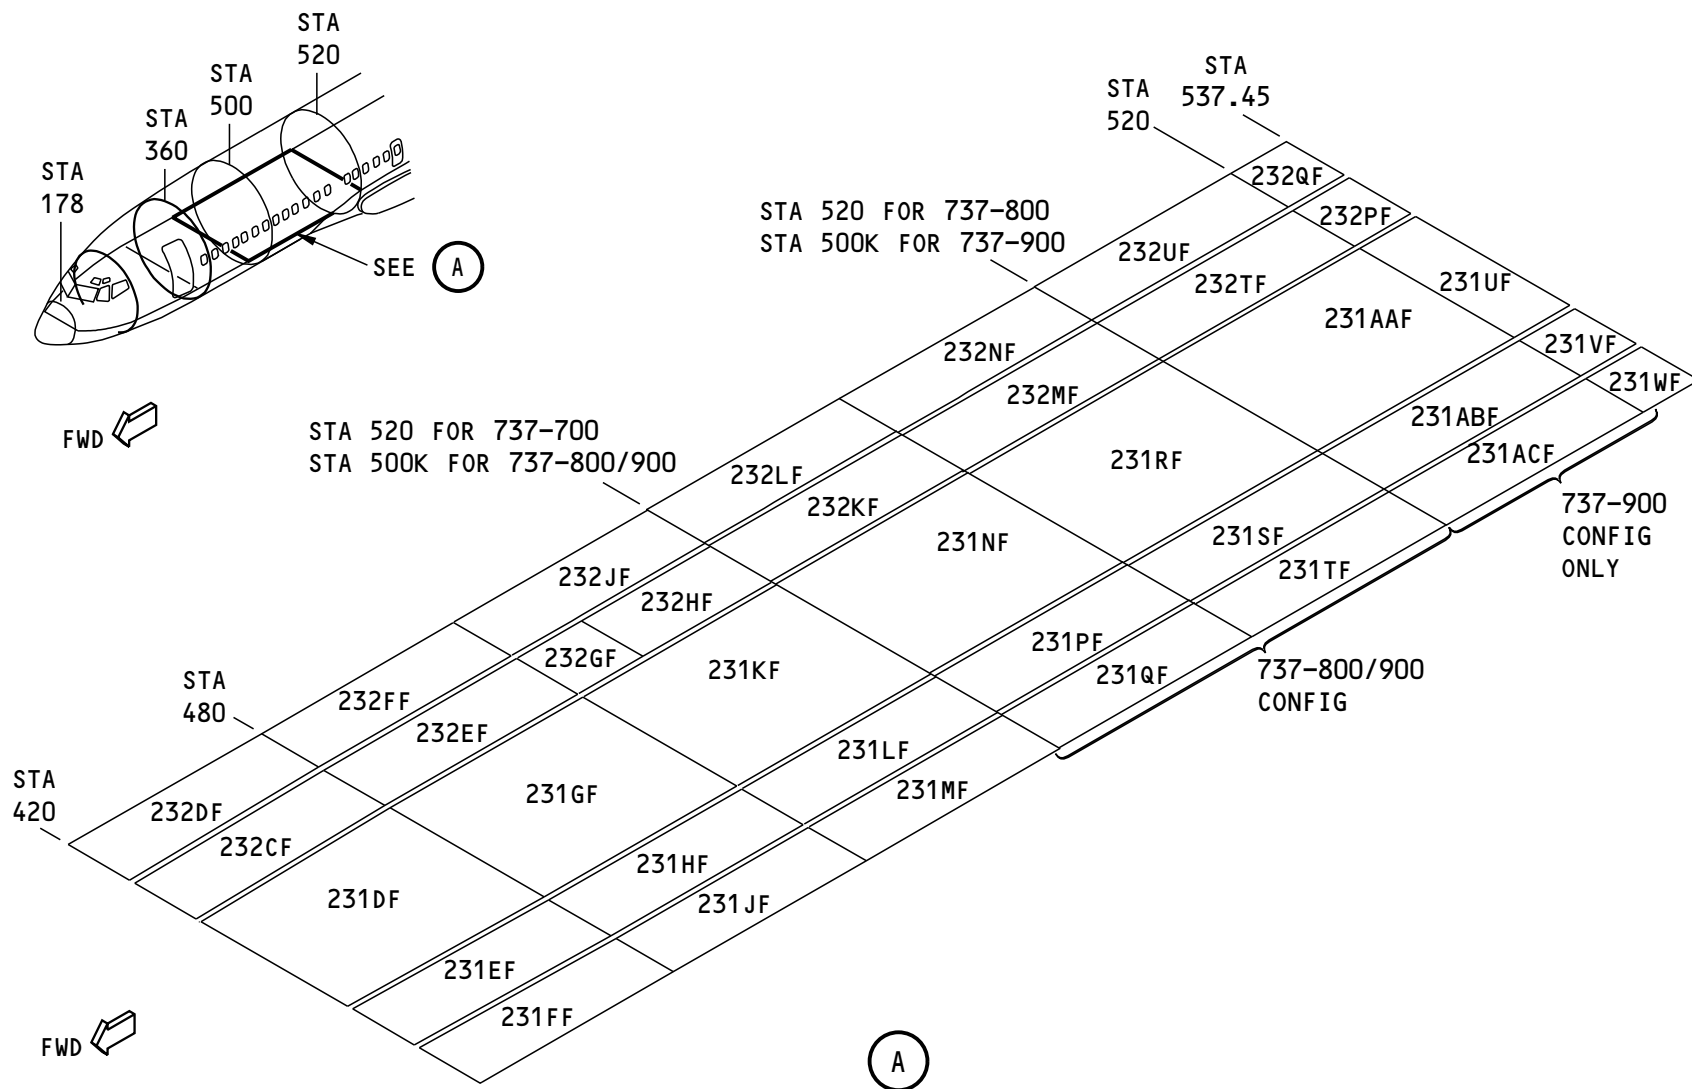 STA
520
STA
500
STA
360
STA
178
SEE A
FWD
STA
537.45
STA
520
STA 520 FOR 737-800
STA 500K FOR 737-900
STA 520 FOR 737-700
STA 500K FOR 737-800/900
STA
480
STA
420
232QF
232PF
232UF
232TF
231UF
231AAF
231VF
231WF
232NF
232MF
231ABF
231ACF
232LF
232KF
231RF
231NF
231SF
231TF
737-900
CONFIG
ONLY
232JF
232HF
232GF
231KF
231PF
231QF
737-800/900
CONFIG
232FF
232EF
231GF
231LF
231MF
232DF
232CF
231DF
231HF
231JF
231EF
231FF
FWD
A